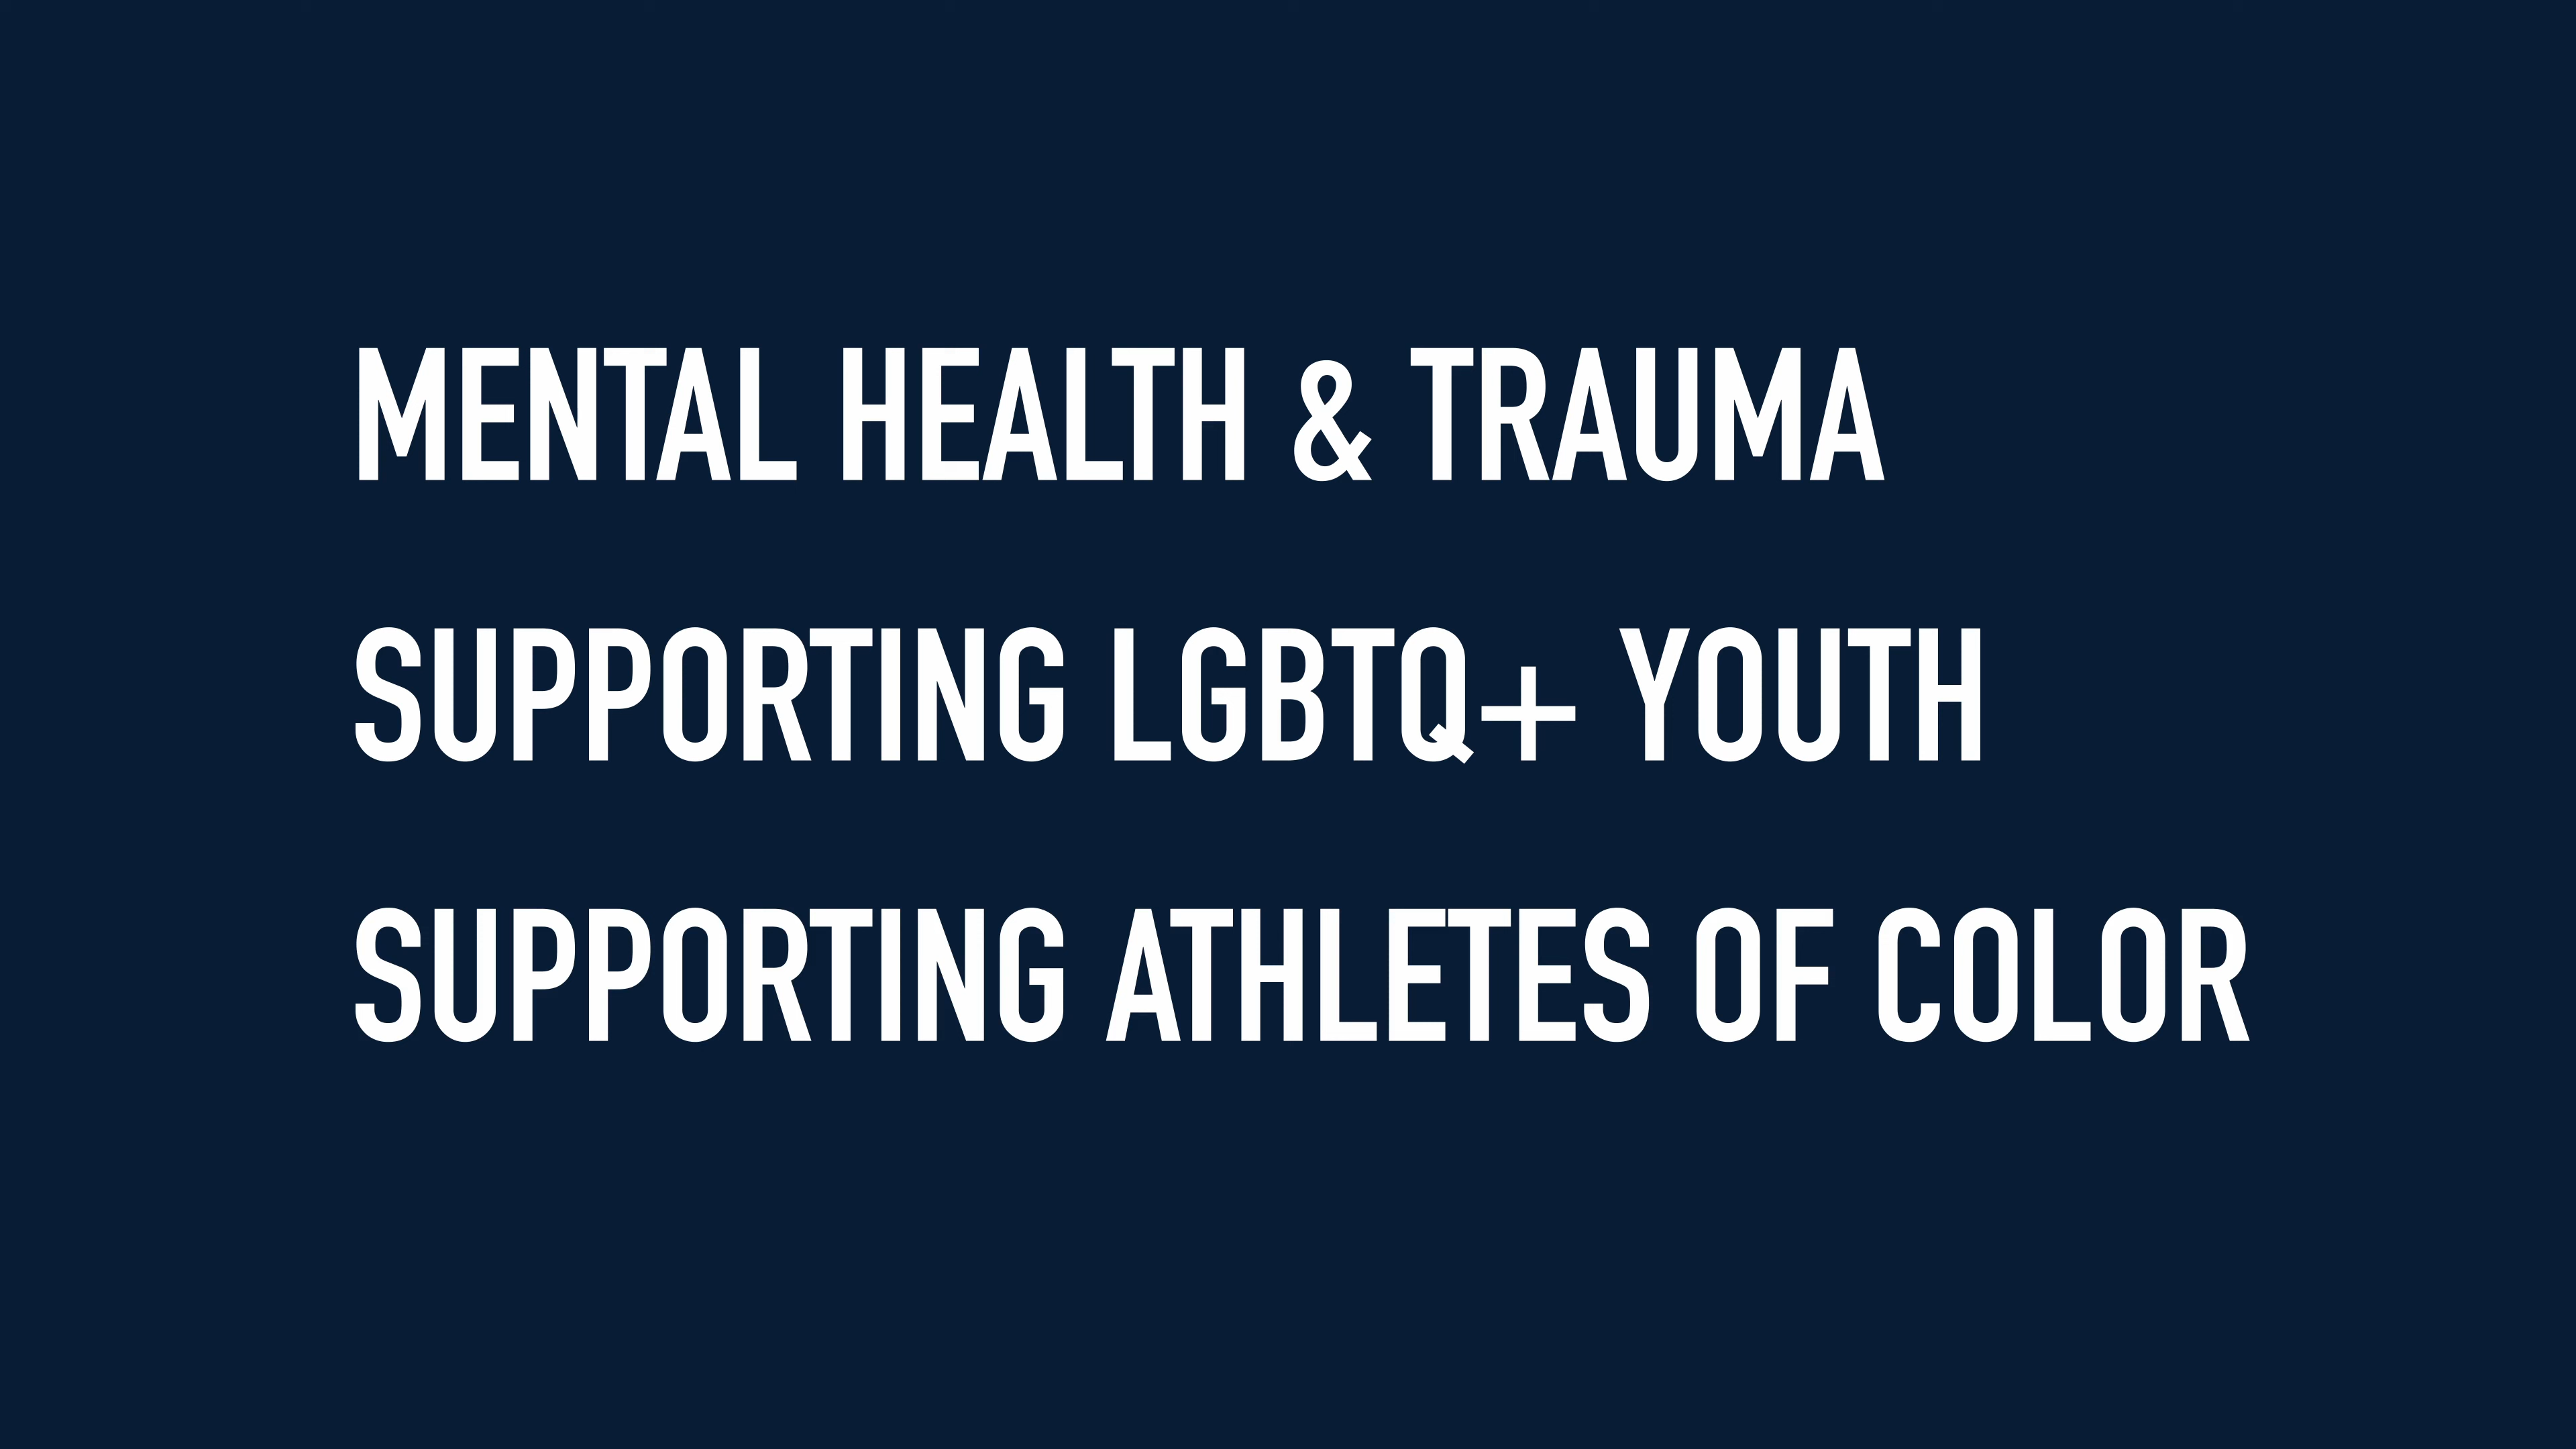 MENTAL HEALTH & TRAUMA
SUPPORTING LGBTQ+ YOUTH
SUPPORTING ATHLETES OF COLOR